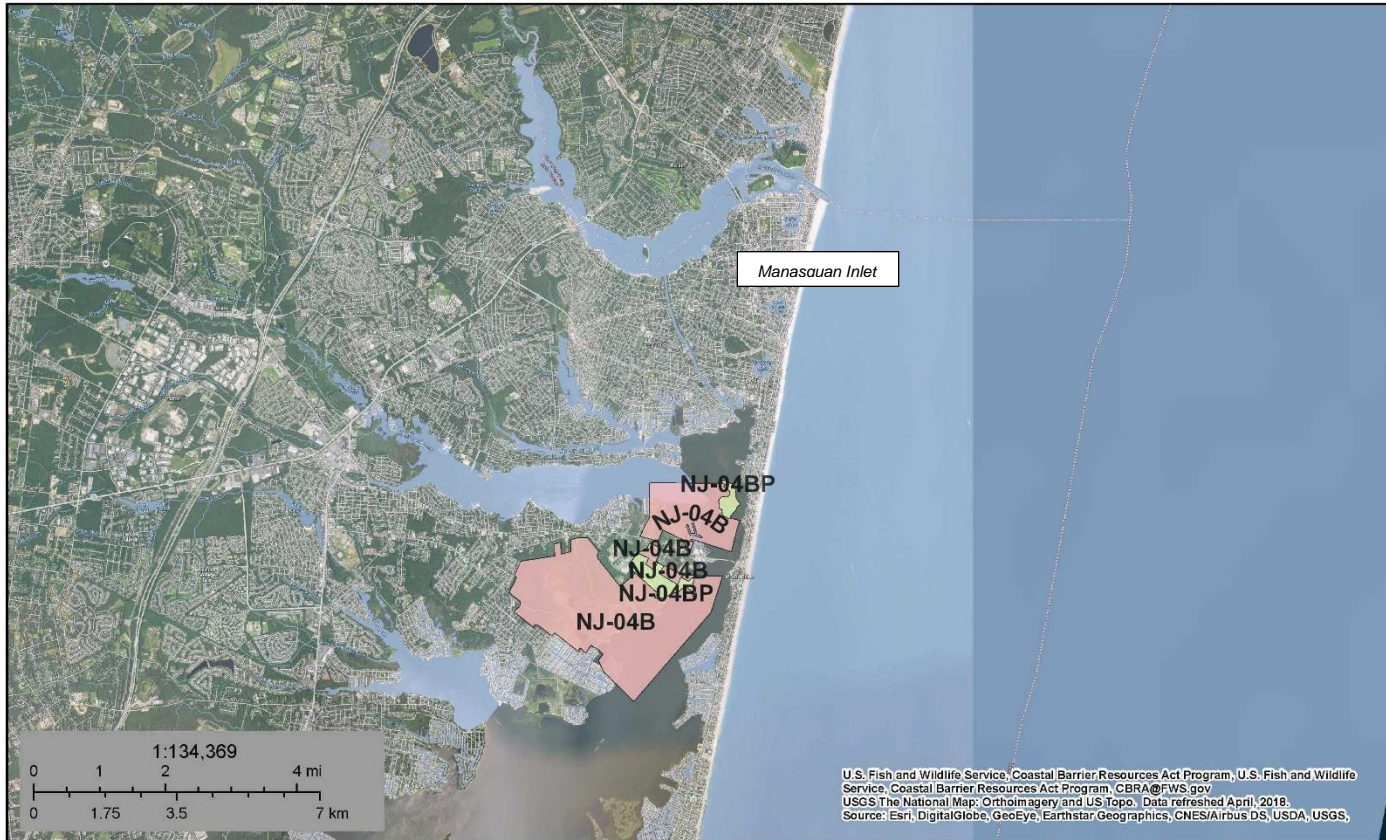 Manasquan Inlet
NJ-04BP
NJ-04B
NJ-04B
NJ-04B
NJ-04BP
NJ-04B
1:134,369
0 1 2 4 mi
0 1.75 3.5 7 km
U.S. Fish and Wildlife Service, Coastal Barrier Resources Act Program, U.S. Fish and Wildlife
Service, Coastal Barrier Resources Act Program, CBRA@FWS.gov
USGS The National Map: Orthoimagery and US Topo. Data refreshed April, 2018.
Source: Esri, DigitalGlobe, GeoEye, Earthstar Geographics, CNES/Airbus DS, USDA, USGS,